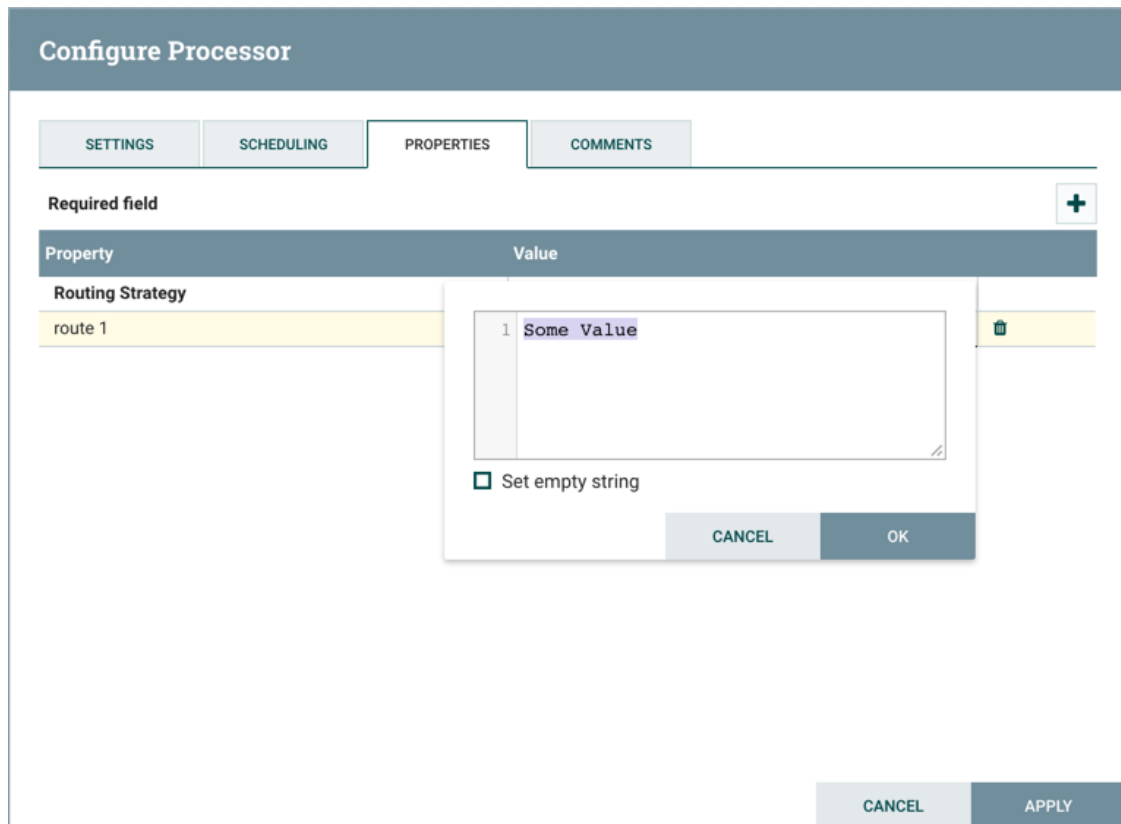 Configure Processor
SETTINGS SCHEDULING PROPERTIES COMMENTS
Required field
Property Value
Routing Strategy
route 1
1 Some Value
Set empty string
CANCEL OK
CANCEL APPLY